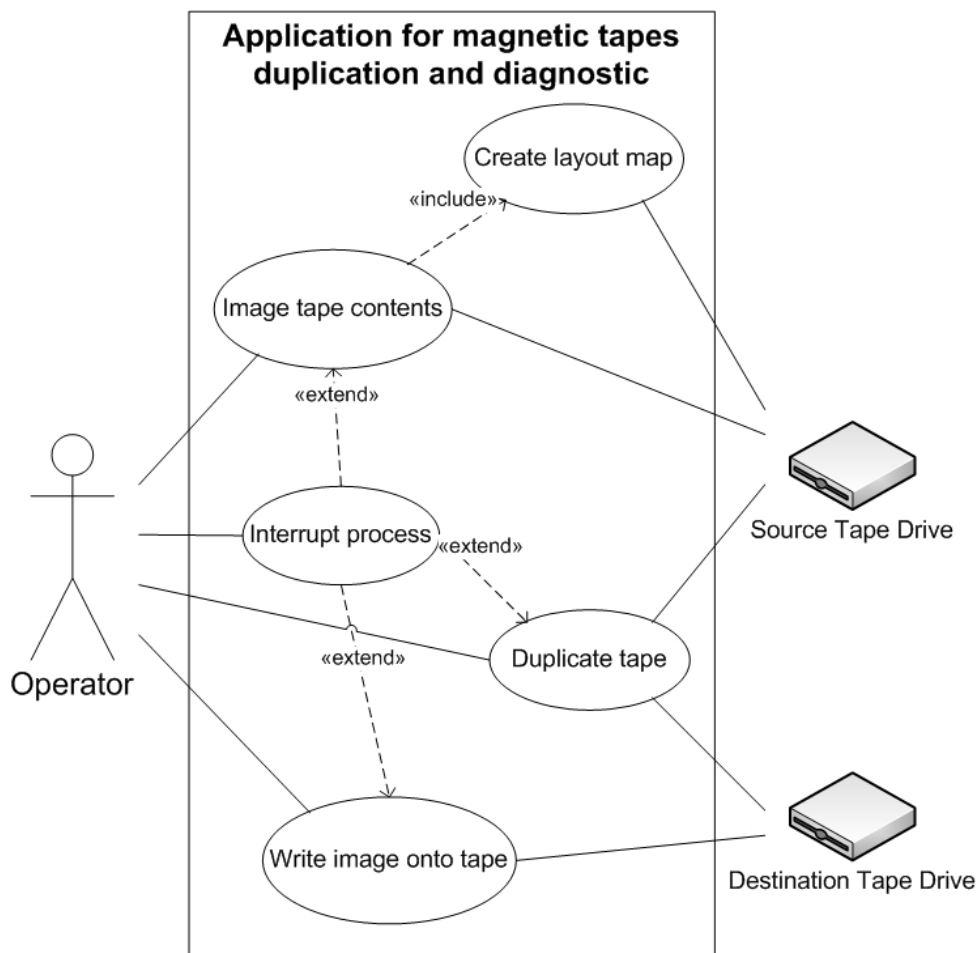 Application for magnetic tapes
duplication and diagnostic
Create layout map
«include»
Image tape contents
«extend»
Interrupt process
«extend»
Source Tape Drive
«extend»
Duplicate tape
Operator
Write image onto tape
Destination Tape Drive